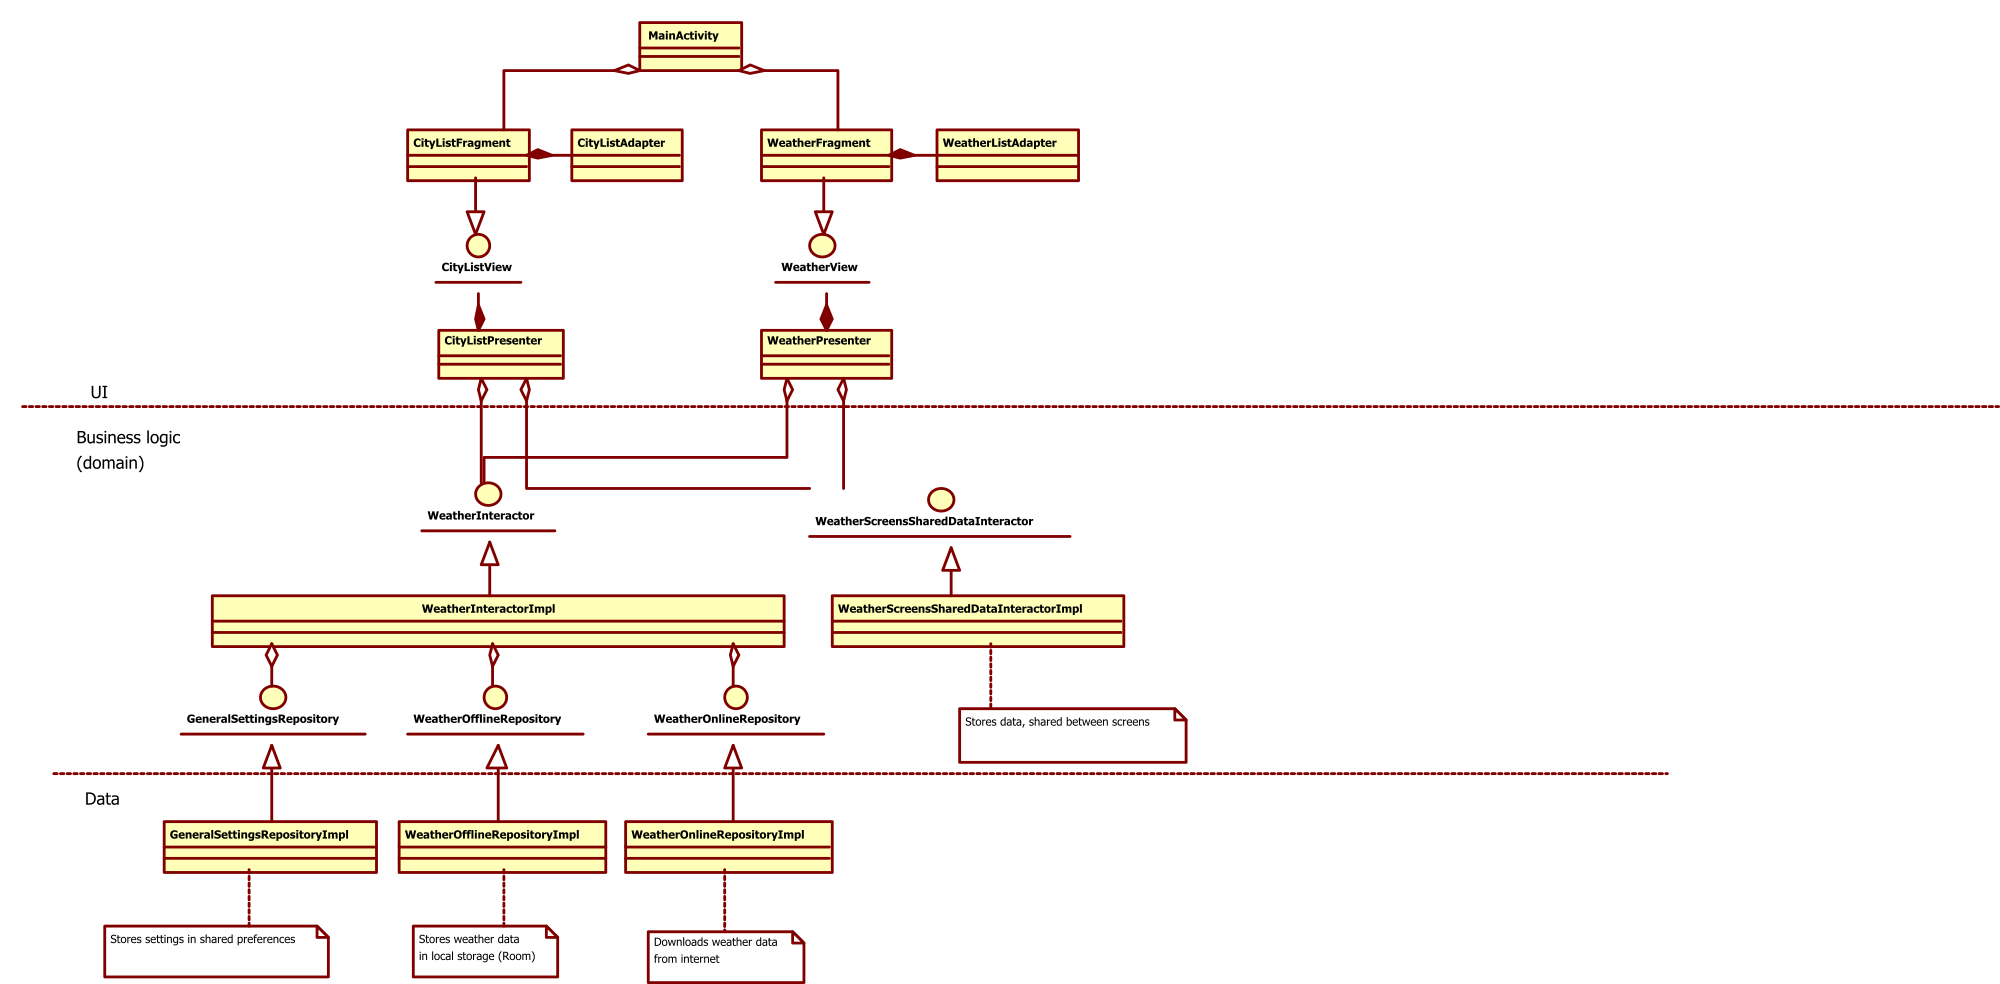 MainActivity
CityListFragment
CityListAdapter
WeatherFragment
WeatherListAdapter
CityListView
WeatherView
CityListPresenter
WeatherPresenter
UI
Business logic
(domain)
WeatherInteractor
WeatherScreensSharedDataInteractor
WeatherInteractorImpl
WeatherScreensSharedDataInteractorImpl
GeneralSettingsRepository
WeatherOfflineRepository
WeatherOnlineRepository
Stores data, shared between screens
Data
GeneralSettingsRepositoryImpl
WeatherOfflineRepositoryImpl
WeatherOnlineRepositoryImpl
Stores settings in shared preferences
Stores weather data
in local storage (Room)
Downloads weather data
from internet